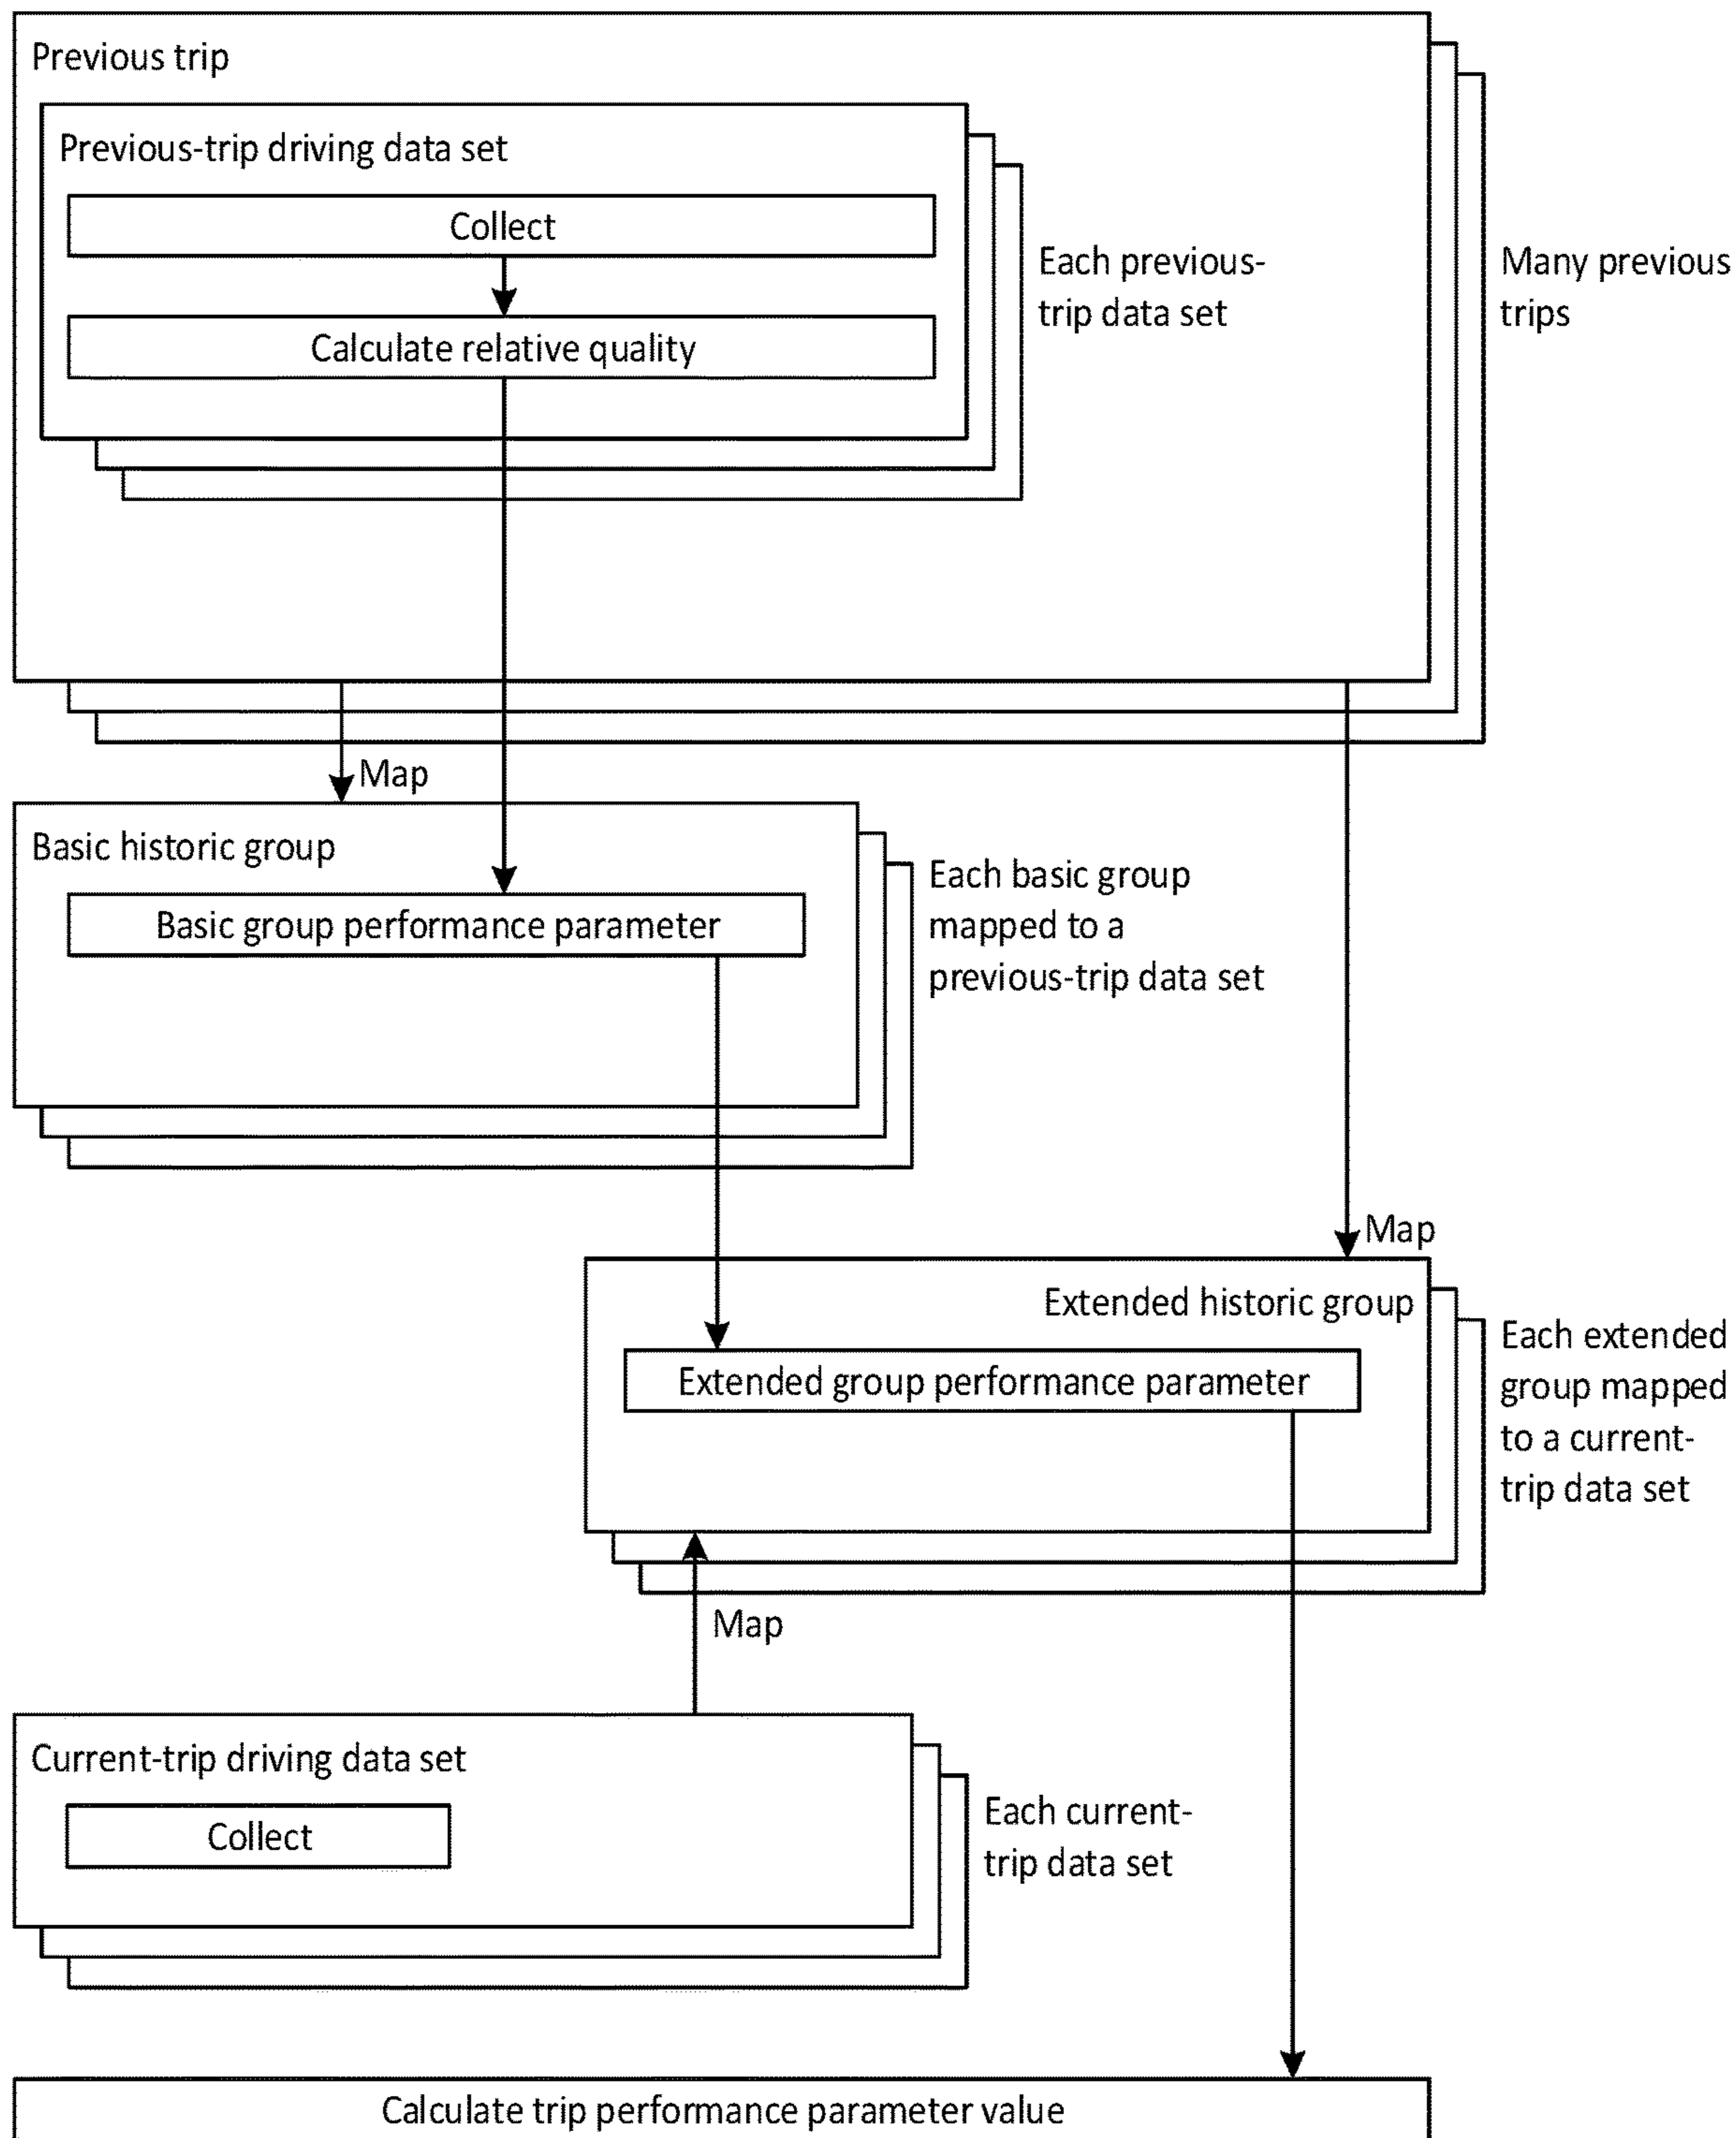 Previous trip
Previous-trip driving data set
Collect
Calculate relative quality
Each previous-
trip data set
Many previous
trips
Map
Basic historic group
Basic group performance parameter
Each basic group
mapped to a
previous-trip data set
Map
Extended historic group
Extended group performance parameter
Each extended
group mapped
to a current-
trip data set
Map
Current-trip driving data set
Collect
Each current-
trip data set
Calculate trip performance parameter value